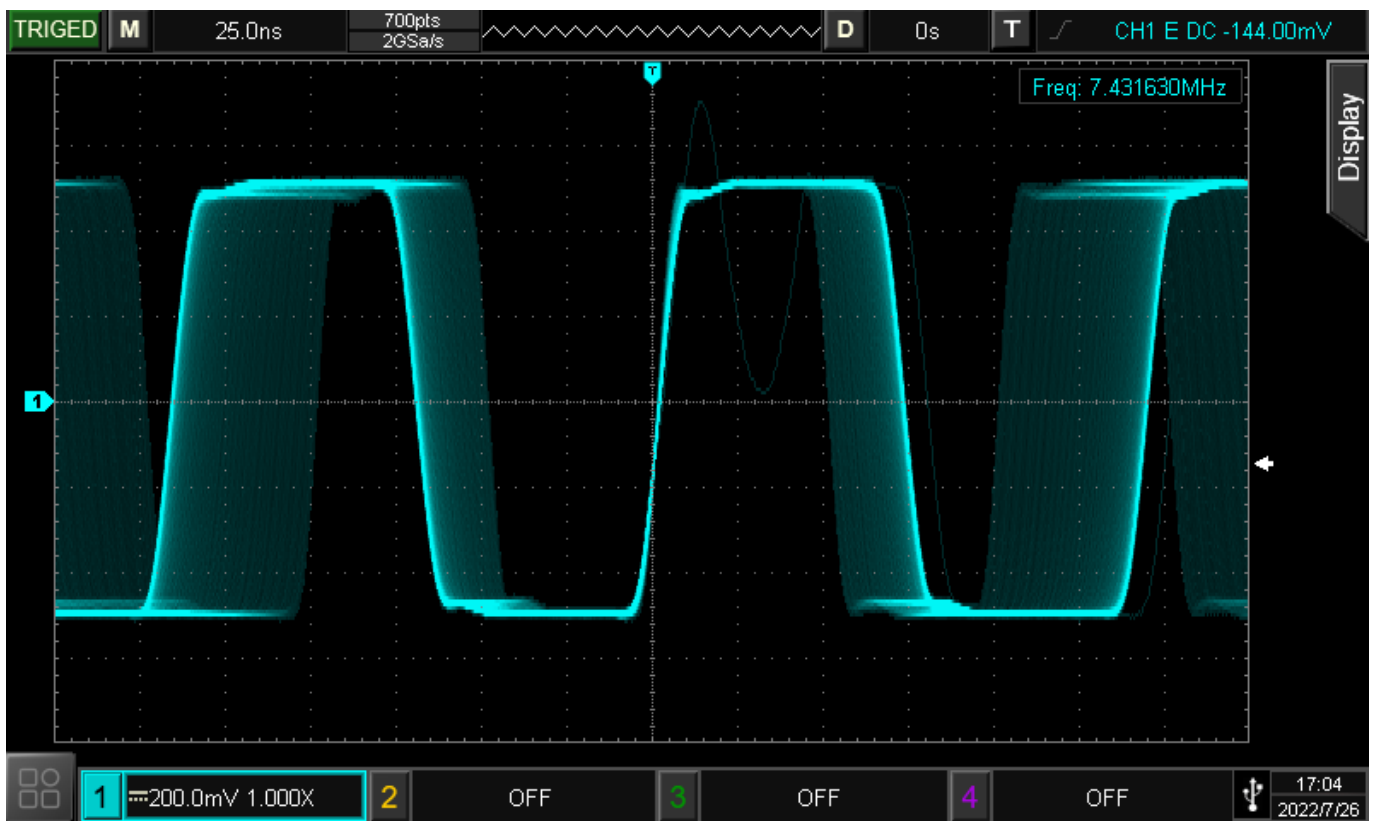 TRIGED M 25.0ns 700pts D 0s T CH1 E DC -144.00mV
2GSa/s
T
Freq: 7.431630MHz
Display
1
1 200.0mV 1.000X 2 OFF 3 OFF 4 OFF 17:04
2022/7/26